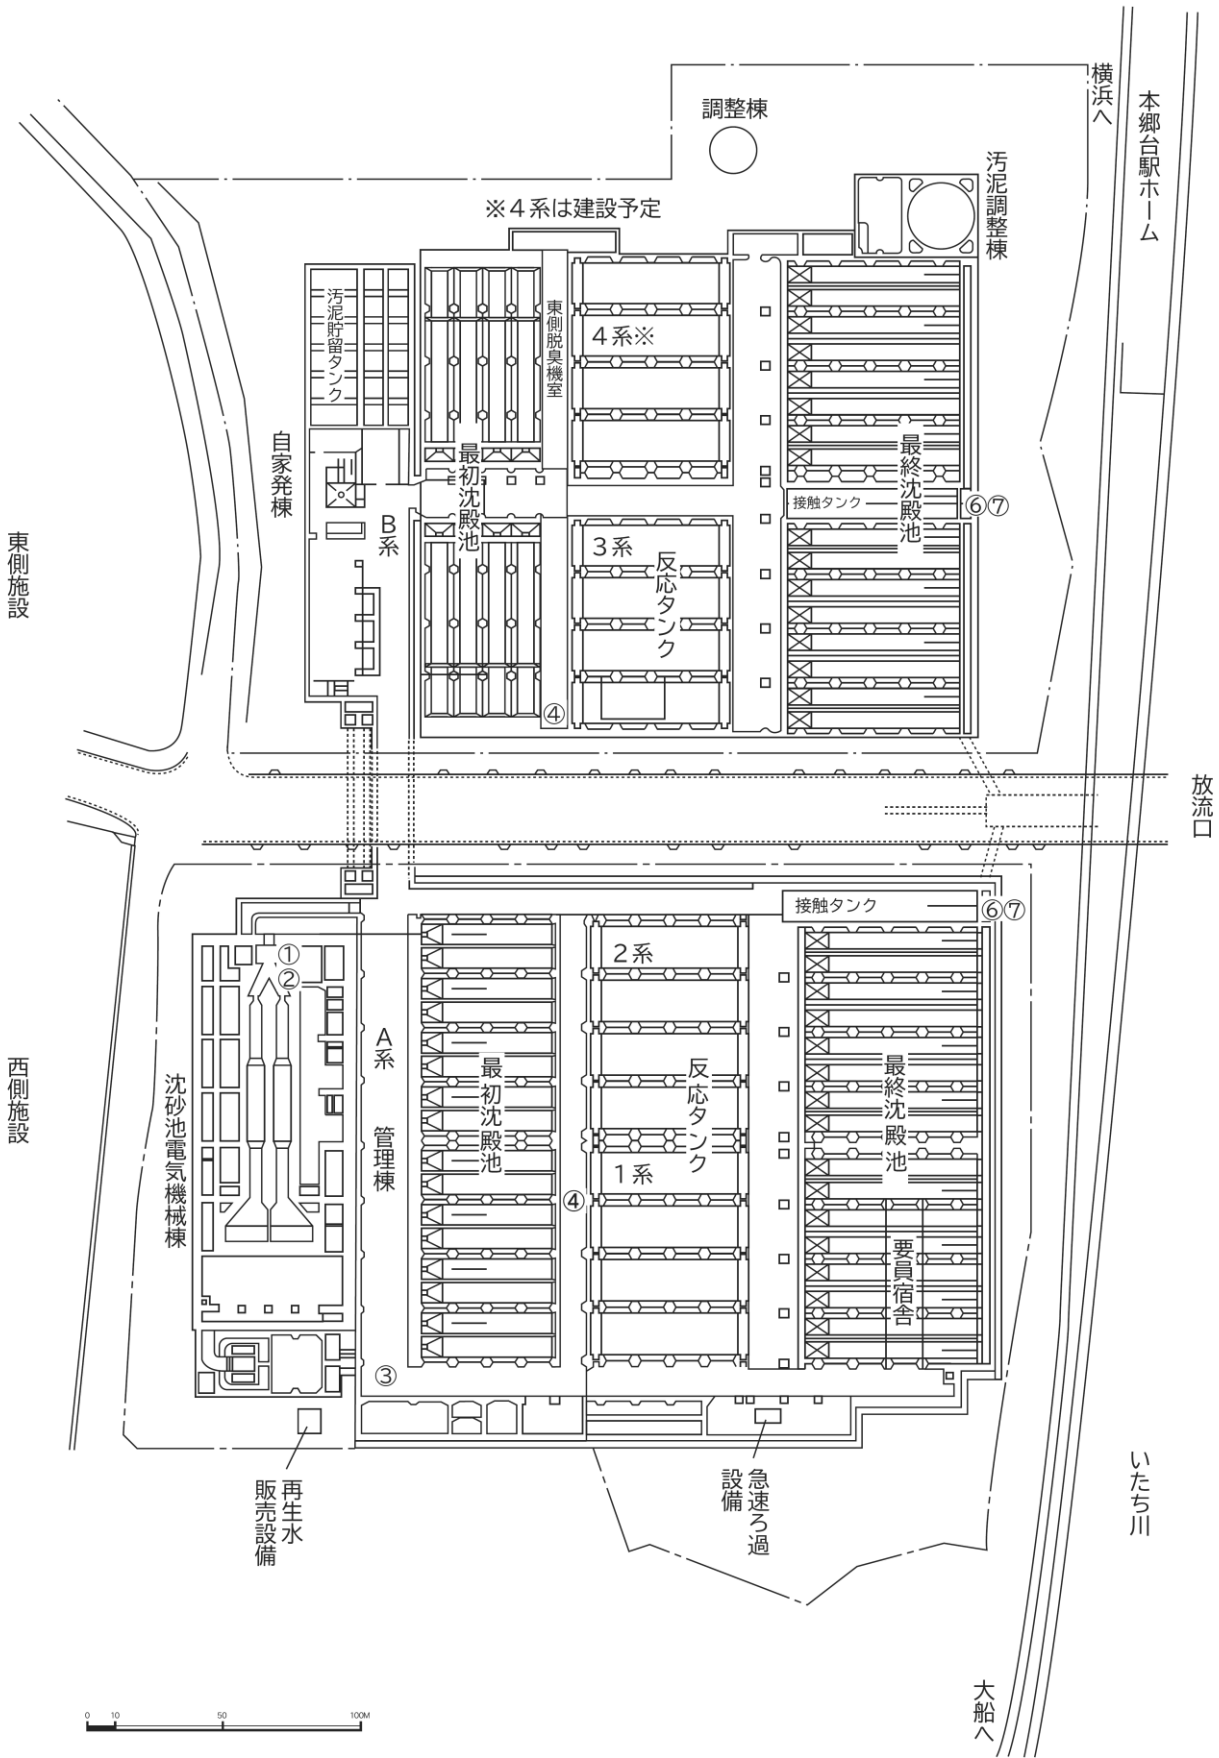 横浜へ
本郷台駅ホーム
調整棟
汚泥調整棟
※4系は建設予定
汚泥貯留タンク
東側脱臭機室
4系※
自家発棟
最初沈殿池
最終沈殿池
接触タンク
⑥⑦
B系
3系
反応タンク
東側施設
④
放流口
接触タンク
⑥⑦
①
②
2系
A系
最初沈殿池
反応タンク
最終沈殿池
西側施設
沈砂池電気機械棟
管理棟
1系
④
要員宿舎
③
再生水
販売設備
急速ろ過
設備
いたち川
大船へ
0 10 50 100M